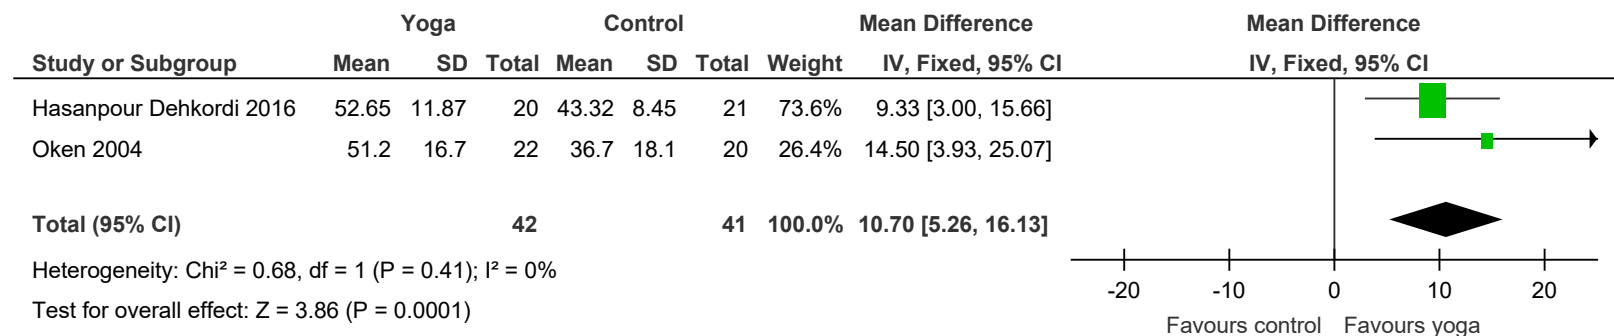 Yoga Control Mean Difference Mean Difference
Study or Subgroup Mean SD Total Mean SD Total Weight IV, Fixed, 95% CI IV, Fixed, 95% CI
Hasanpour Dehkordi 2016 52.65 11.87 20 43.32 8.45 21 73.6% 9.33 [3.00, 15.66]
Oken 2004 51.2 16.7 22 36.7 18.1 20 26.4% 14.50 [3.93, 25.07]
Total (95% CI) 42 41 100.0% 10.70 [5.26, 16.13]
Heterogeneity: Chi² = 0.68, df = 1 (P = 0.41); I² = 0%
Test for overall effect: Z = 3.86 (P = 0.0001)
-20 -10 0 10 20
Favours control Favours yoga